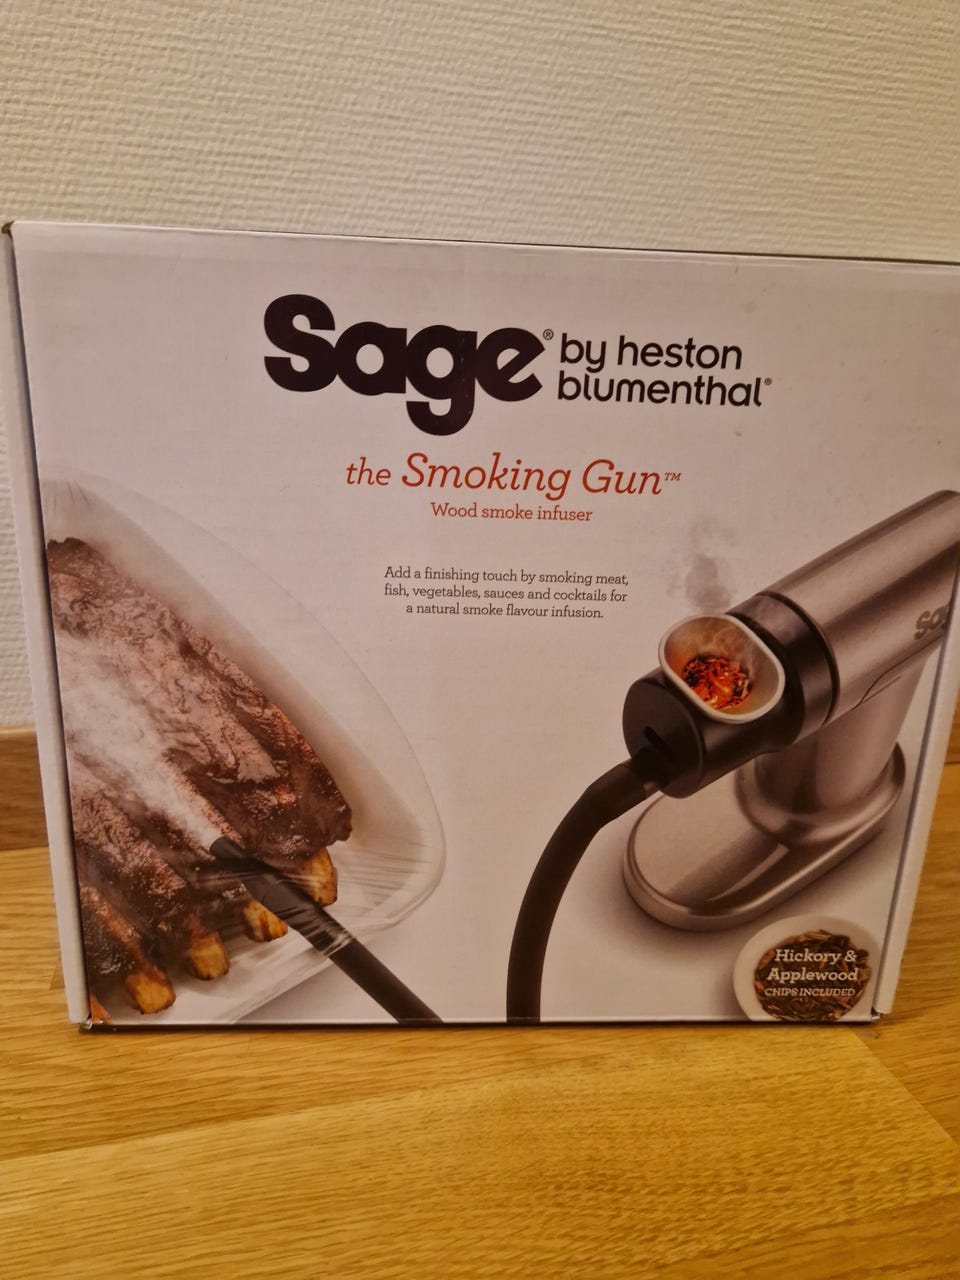 Sage® by heston
blumenthal®
the Smoking Gun™
Wood smoke infuser
Add a finishing touch by smoking meat,
fish, vegetables, sauces and cocktails for
a natural smoke flavour infusion.
Hickory &
Applewood
CHIPS INCLUDED